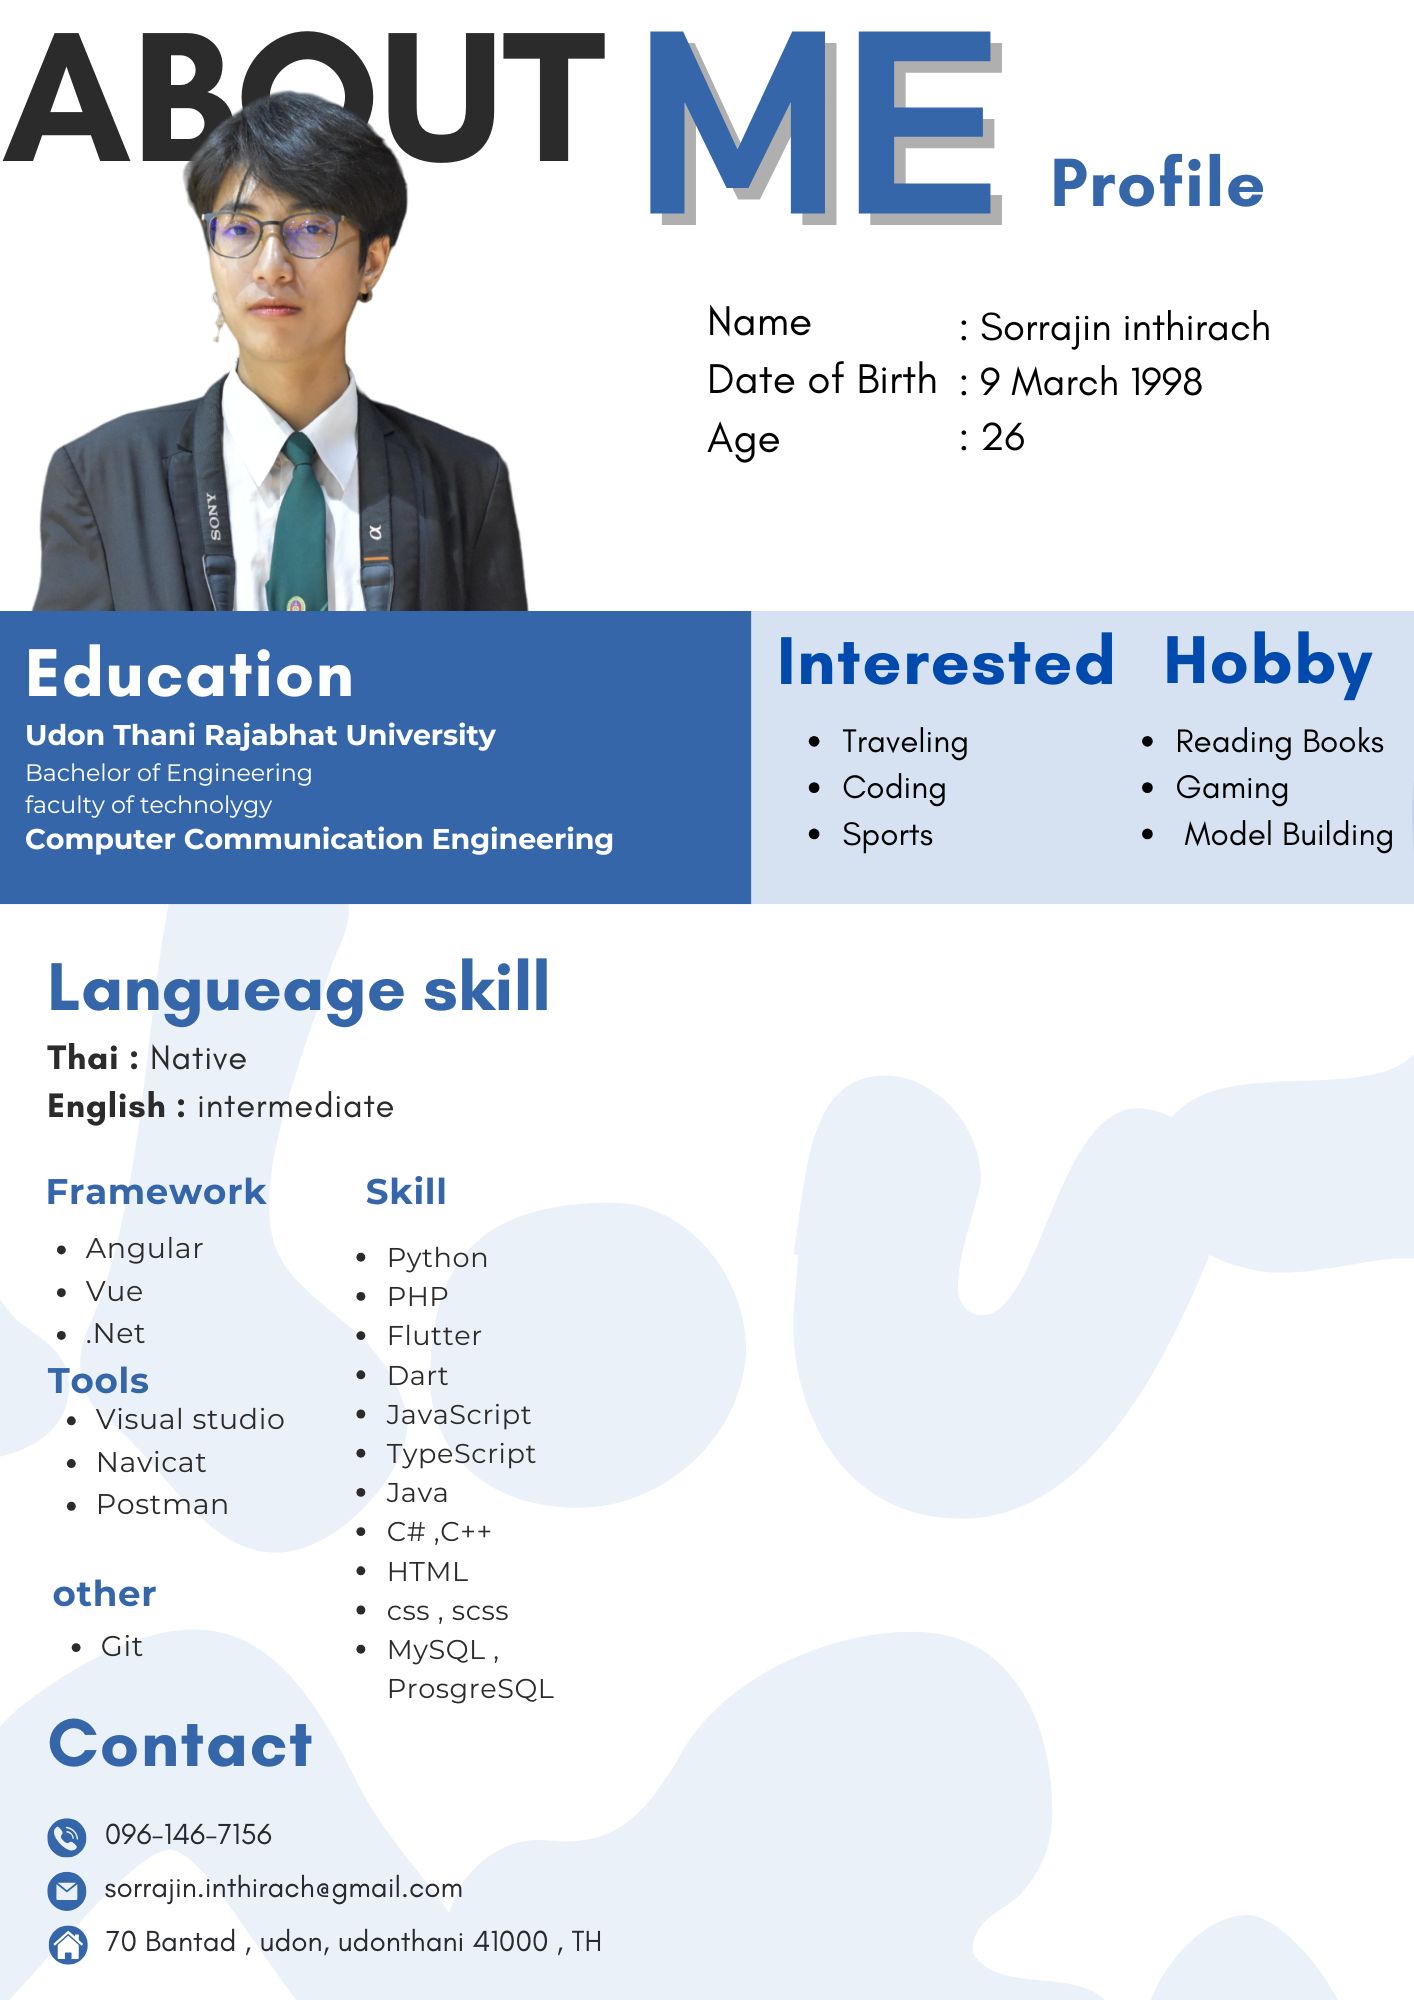 ABOUT ME
Profile
Name : Sorrajin inthirach
Date of Birth : 9 March 1998
Age : 26
SONY
α
Education
Udon Thani Rajabhat University
Bachelor of Engineering
faculty of technolygy
Computer Communication Engineering
Interested
• Traveling
• Coding
• Sports
Hobby
• Reading Books
• Gaming
• Model Building
Langueage skill
Thai : Native
English : intermediate
Framework
• Angular
• Vue
• .Net
Tools
• Visual studio
• Navicat
• Postman
other
• Git
Skill
• Python
• PHP
• Flutter
• Dart
• JavaScript
• TypeScript
• Java
• C# ,C++
• HTML
• css , scss
• MySQL ,
ProsgreSQL
Contact
096-146-7156
sorrajin.inthirach@gmail.com
70 Bantad , udon, udonthani 41000 , TH